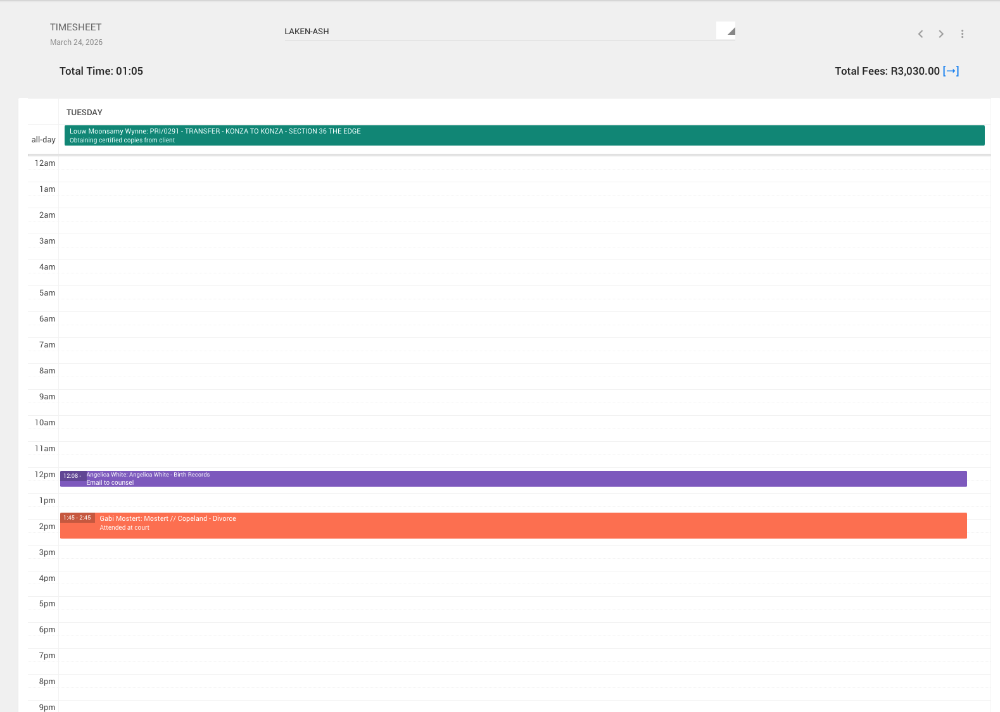 TIMESHEET
March 24, 2026
LAKEN-ASH
Total Time: 01:05
Total Fees: R3,030.00 [→]
TUESDAY
all-day
Louw Moonsamy Wynne: PRI/0291 - TRANSFER - KONZA TO KONZA - SECTION 36 THE EDGE
Obtaining certified copies from client
12am
1am
2am
3am
4am
5am
6am
7am
8am
9am
10am
11am
12pm
12:08 - Angelica White: Angelica White - Birth Records
Email to counsel
1pm
1:45 - 2:45 Gabi Mostert: Mostert // Copeland - Divorce
2pm
Attended at court
3pm
4pm
5pm
6pm
7pm
8pm
9pm